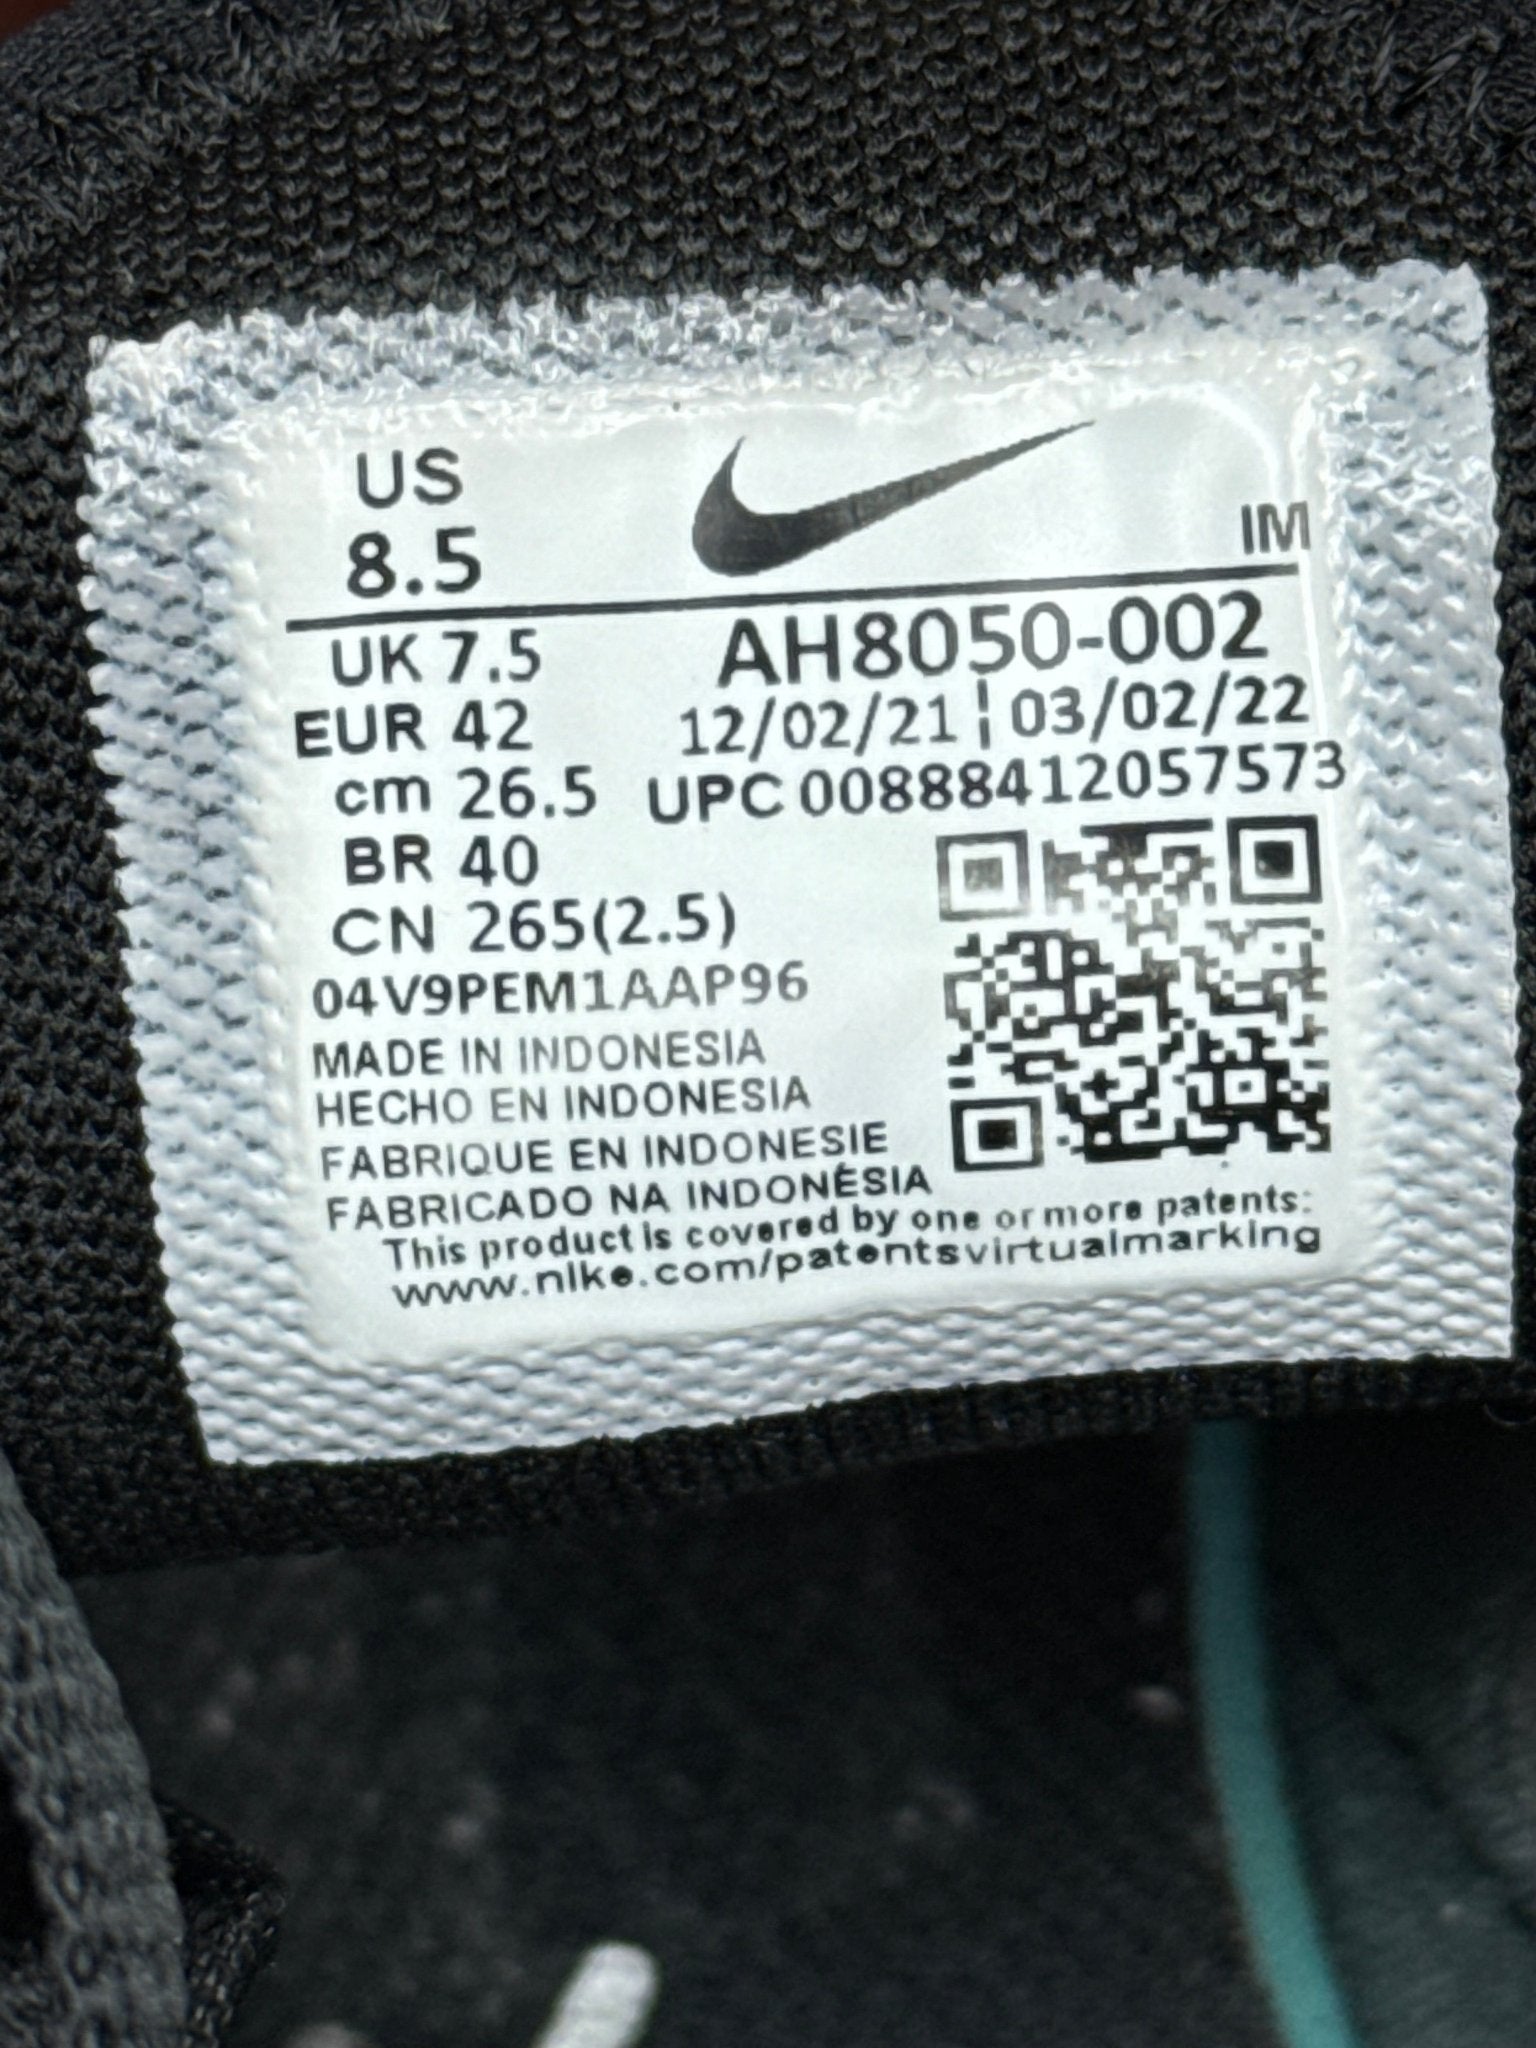 US
8.5
IM
UK 7.5
AH8050-002
EUR 42
12/02/21 ¦ 03/02/22
cm 26.5
UPC 00888412057573
BR 40
CN 265(2.5)
04V9PEM1AAP96
MADE IN INDONESIA
HECHO EN INDONESIA
FABRIQUE EN INDONESIE
FABRICADO NA INDONÉSIA
This product is covered by one or more patents:
www.nike.com/patentsvirtualmarking